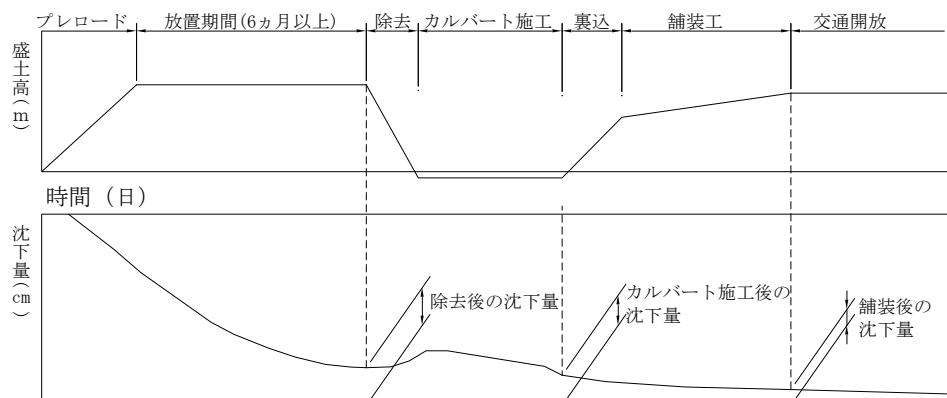 プレロード
放置期間(6ヵ月以上)
除去
カルバート施工
裏込
舗装工
交通開放
盛土高(m)
時間（日）
沈下量(cm)
除去後の沈下量
カルバート施工後の
沈下量
舗装後の
沈下量